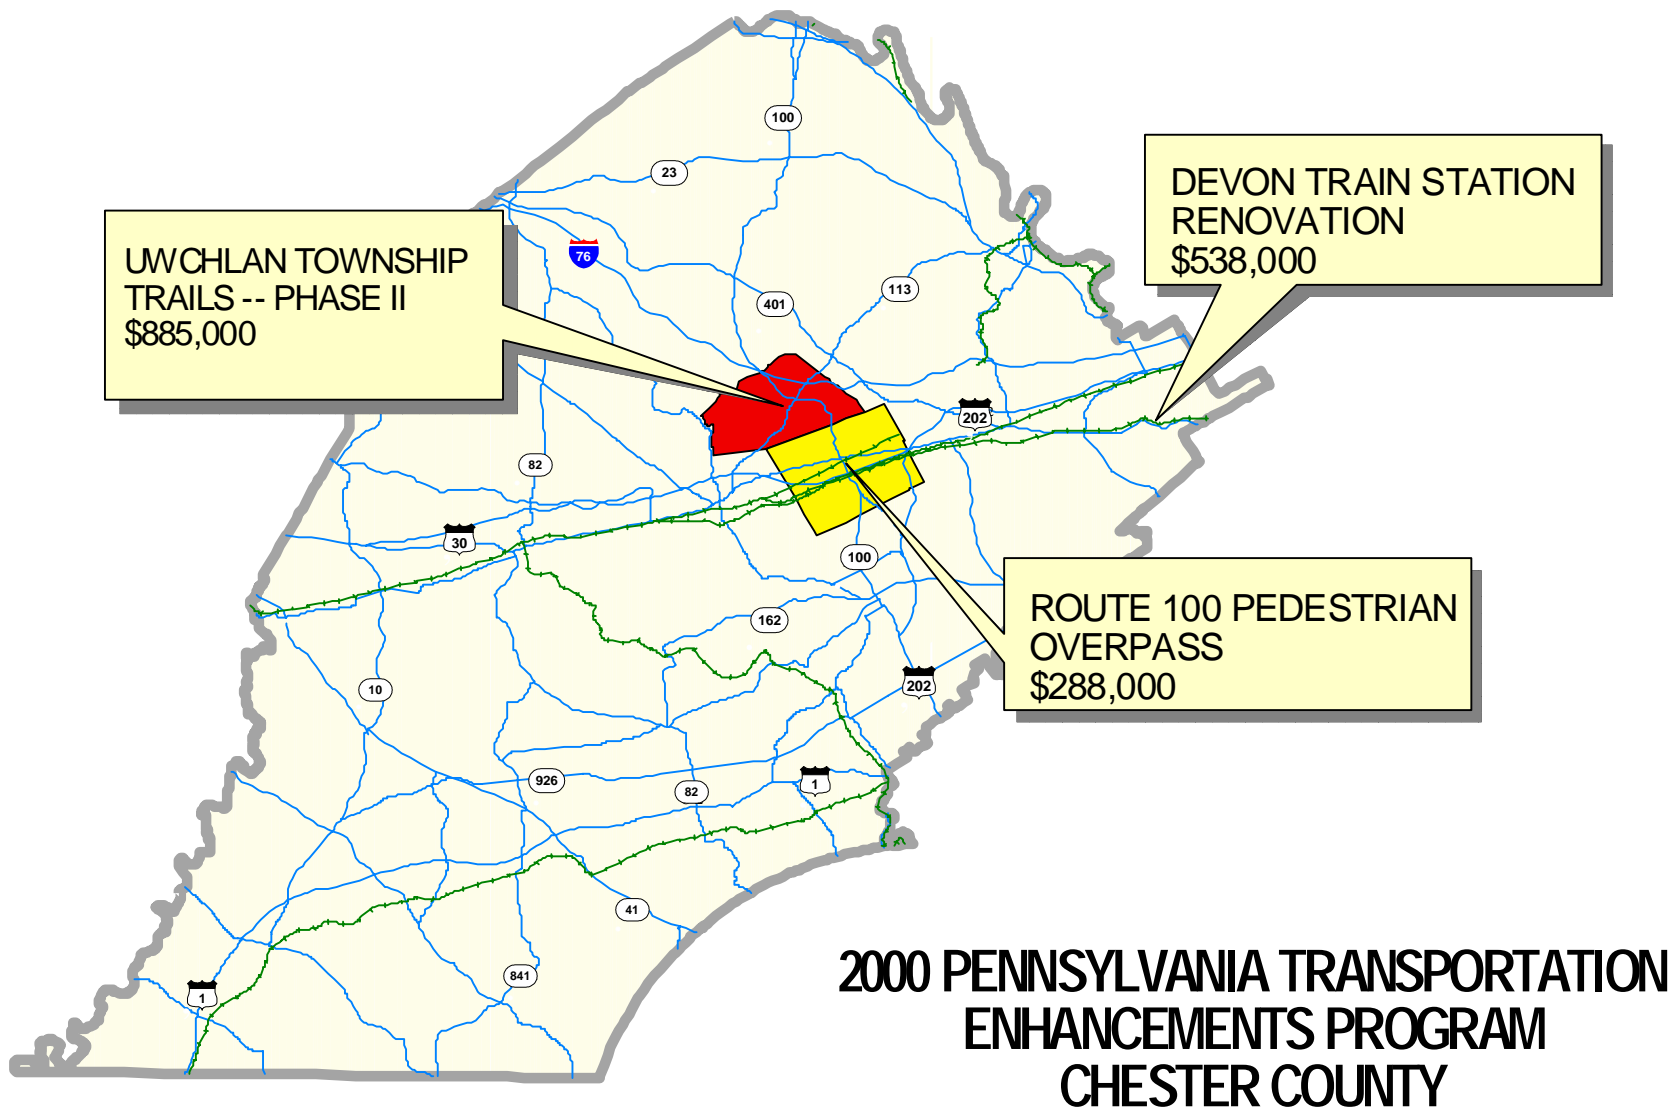 100
23
DEVON TRAIN STATION
RENOVATION
$538,000
UWCHLAN TOWNSHIP
TRAILS -- PHASE II
$885,000
76
401
113
202
82
30
100
ROUTE 100 PEDESTRIAN
OVERPASS
$288,000
162
202
10
926
82
1
41
841
1
2000 PENNSYLVANIA TRANSPORTATION
ENHANCEMENTS PROGRAM
CHESTER COUNTY